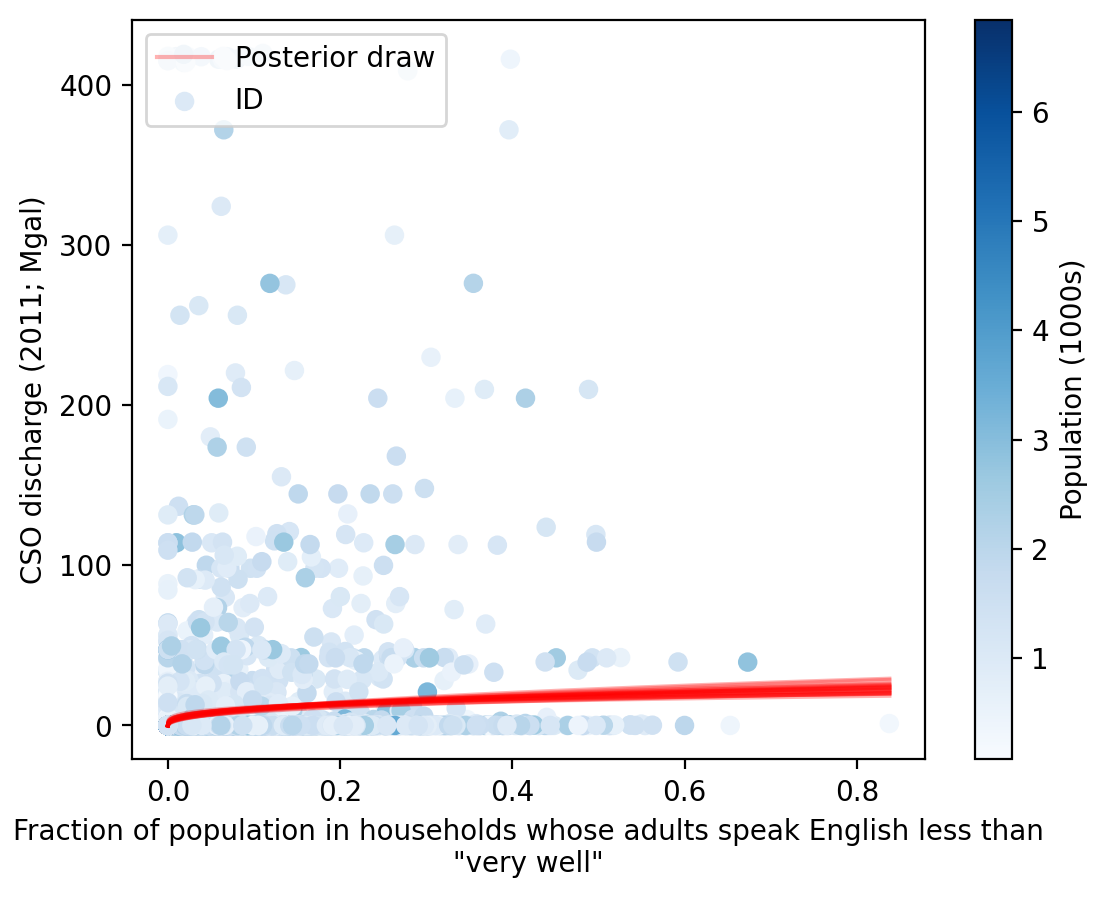 Posterior draw
ID
CSO discharge (2011; Mgal)
400
300
200
100
0
0.0 0.2 0.4 0.6 0.8
Fraction of population in households whose adults speak English less than
"very well"
6
5
4
3
2
1
Population (1000s)